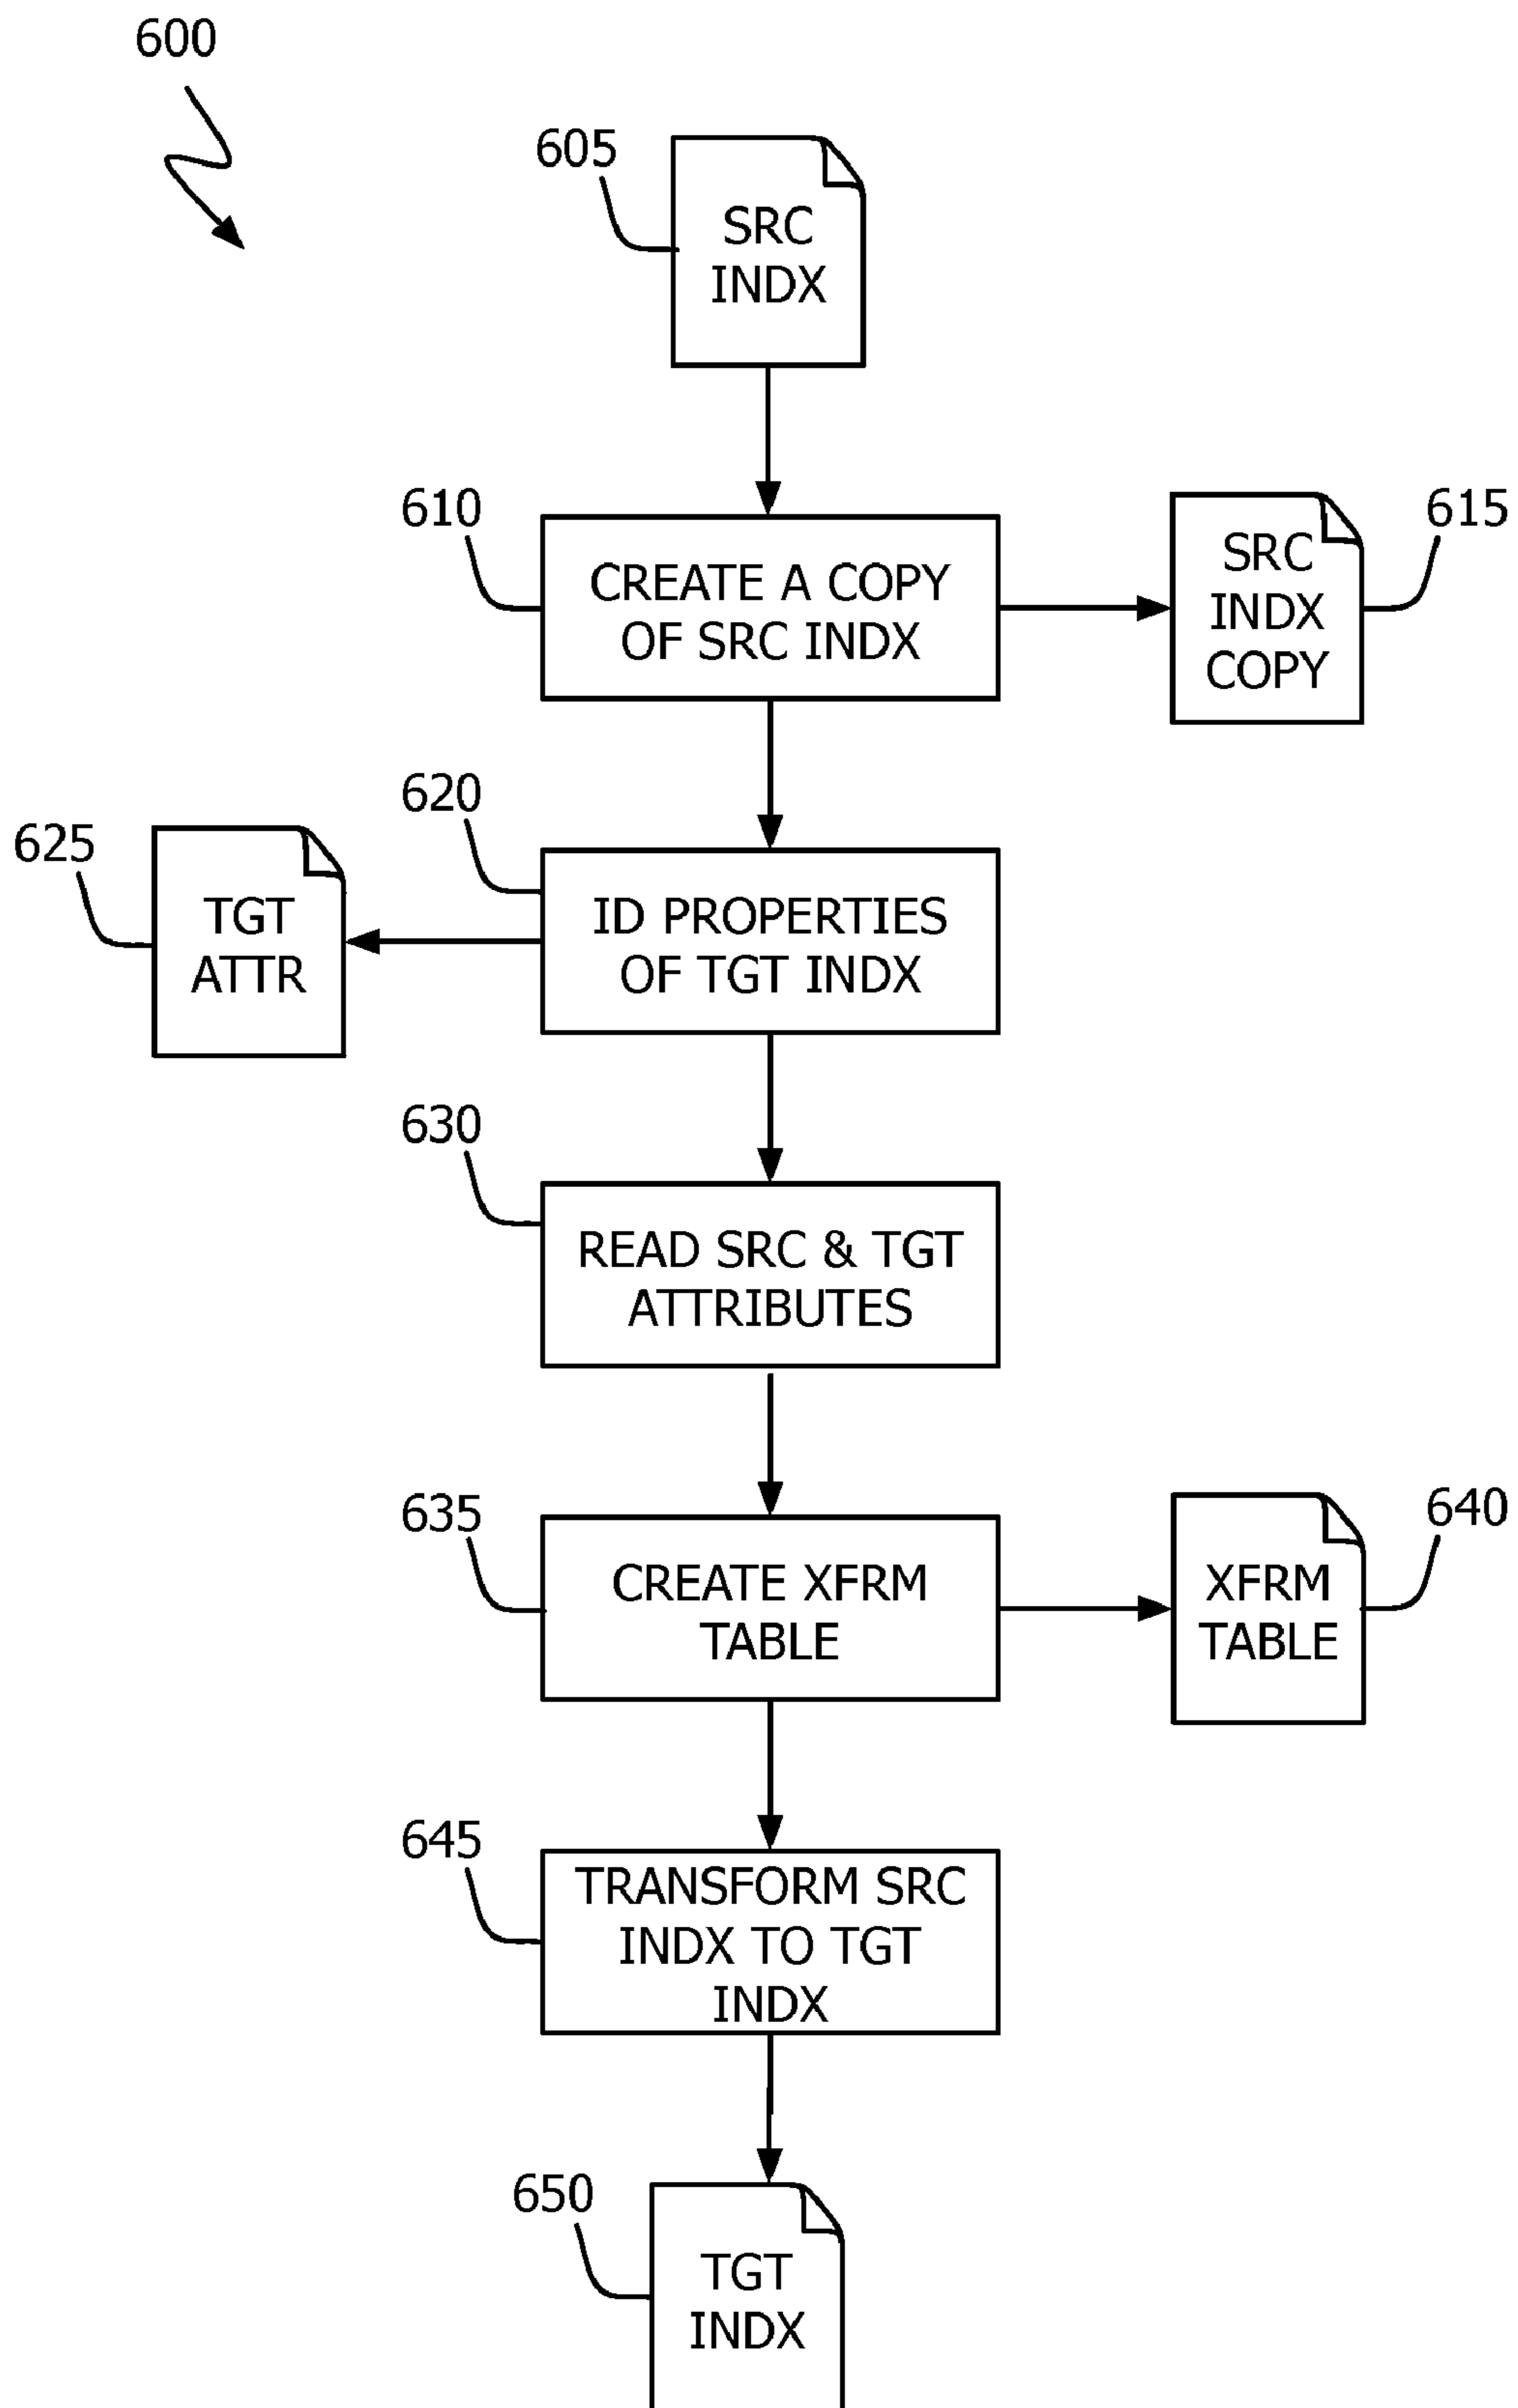 600
605
SRC
INDX
610
CREATE A COPY
OF SRC INDX
615
SRC
INDX
COPY
620
ID PROPERTIES
OF TGT INDX
625
TGT
ATTR
630
READ SRC & TGT
ATTRIBUTES
635
CREATE XFRM
TABLE
640
XFRM
TABLE
645
TRANSFORM SRC
INDX TO TGT
INDX
650
TGT
INDX